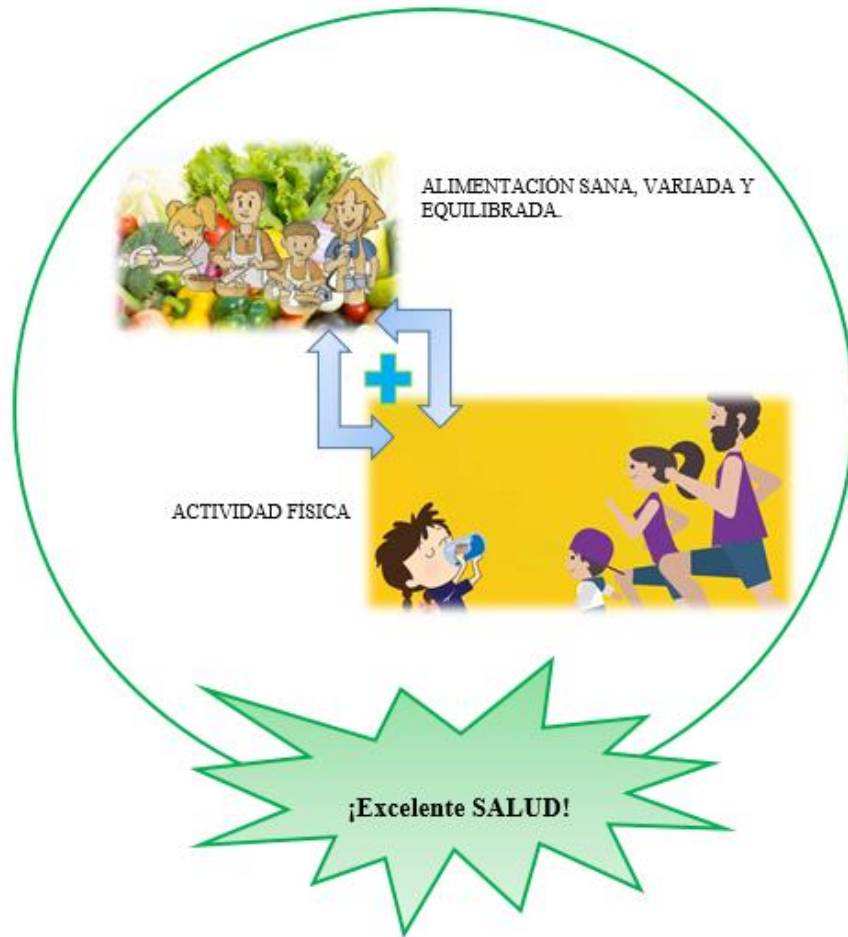 ALIMENTACIÓN SANA, VARIADA Y
EQUILIBRADA.
ACTIVIDAD FÍSICA
¡Excelente SALUD!